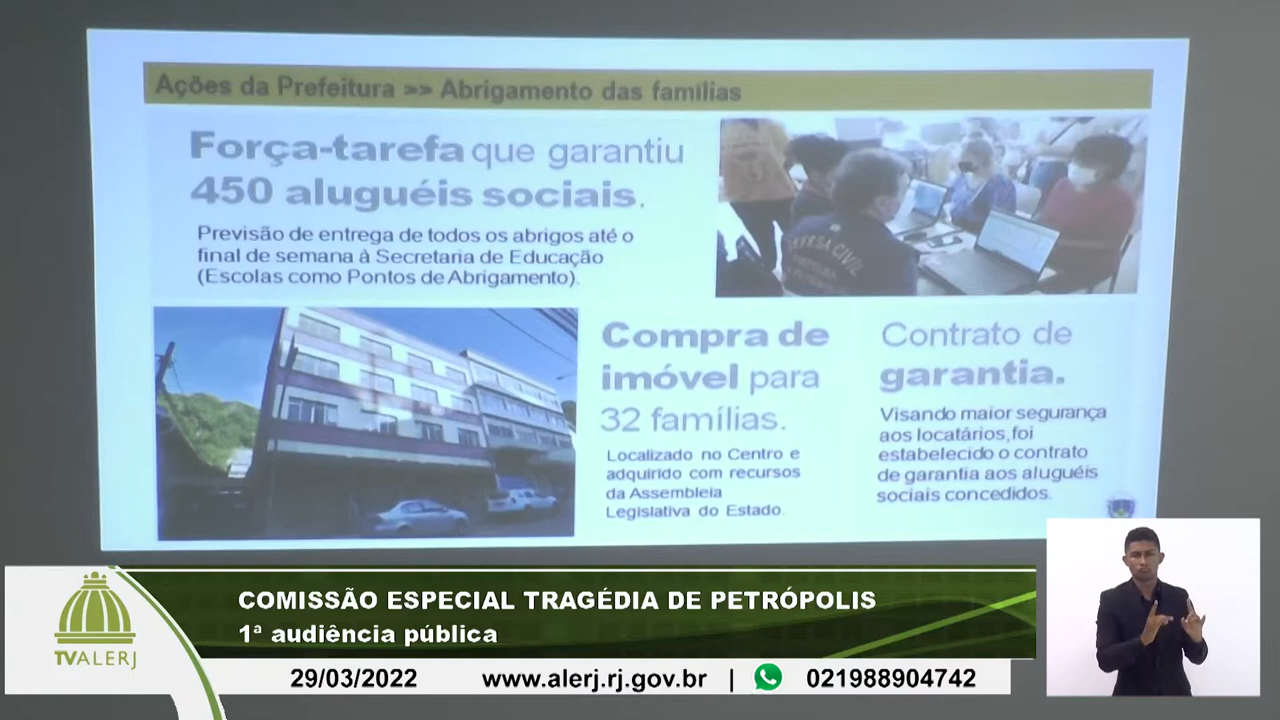 Ações da Prefeitura >> Abrigamento das famílias
Força-tarefa que garantiu
450 aluguéis sociais.
Previsão de entrega de todos os abrigos até o
final de semana à Secretaria de Educação
(Escolas como Pontos de Abrigamento).
DEFESA CIVIL
Compra de
imóvel para
32 famílias.
Localizado no Centro e
adquirido com recursos
da Assembleia
Legislativa do Estado.
Contrato de
garantia.
Visando maior segurança
aos locatários, foi
estabelecido o contrato
de garantia aos aluguéis
sociais concedidos.
COMISSÃO ESPECIAL TRAGÉDIA DE PETRÓPOLIS
1ª audiência pública
TVALERJ
29/03/2022 www.alerj.rj.gov.br | 021988904742